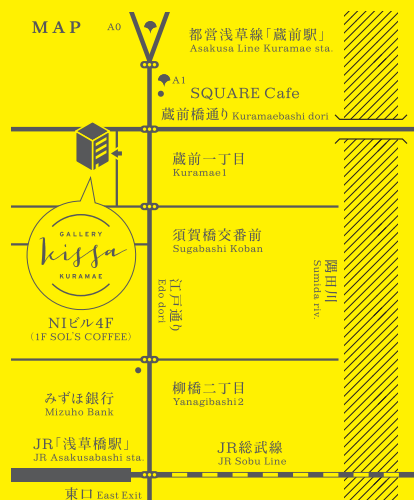 MAP
A0
都営浅草線「蔵前駅」
Asakusa Line Kuramae sta.
A1
SQUARE Cafe
蔵前橋通り Kuramaebashi dori
蔵前一丁目
Kuramae1
GALLERY
kissa
KURAMAE
須賀橋交番前
Sugabashi Koban
江戸通り
Edo dori
隅田川
Sumida riv.
NIビル4F
(1F SOL'S COFFEE)
柳橋二丁目
Yanagibashi2
みずほ銀行
Mizuho Bank
JR「浅草橋駅」
JR Asakusabashi sta.
JR総武線
JR Sobu Line
東口 East Exit